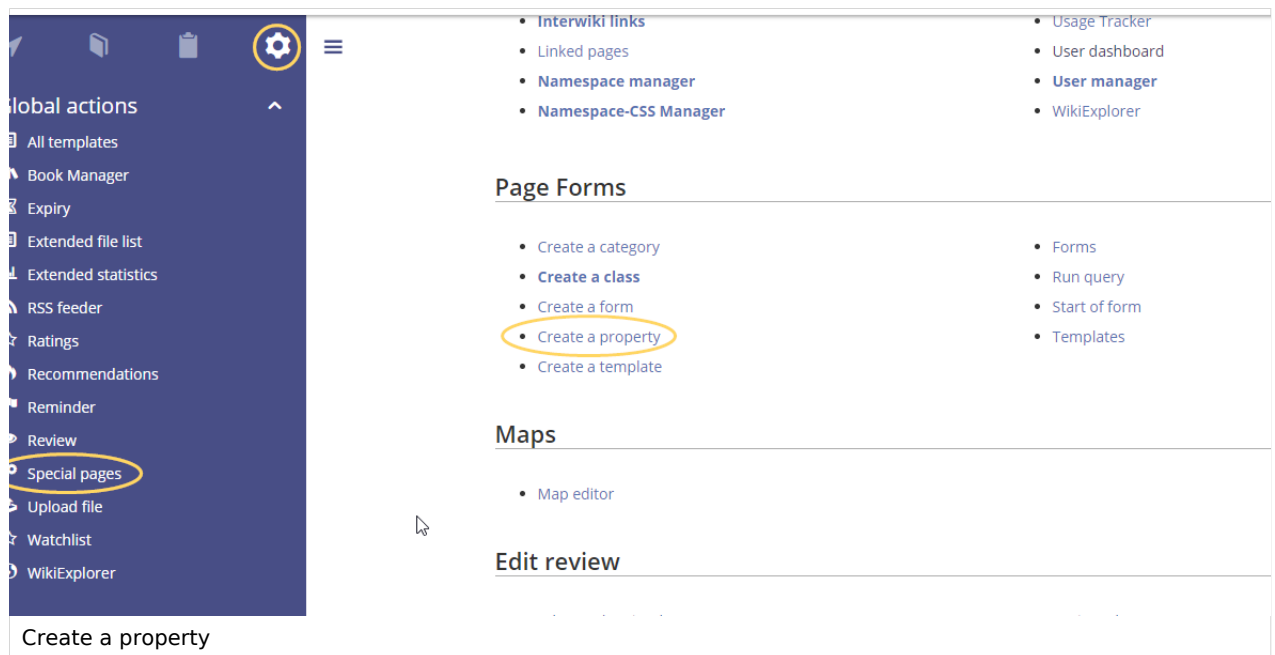 Global actions
All templates
Book Manager
Expiry
Extended file list
Extended statistics
RSS feeder
Ratings
Recommendations
Reminder
Review
Special pages
Upload file
Watchlist
WikiExplorer
Interwiki links
Linked pages
Namespace manager
Namespace-CSS Manager
Usage Tracker
User dashboard
User manager
WikiExplorer
Page Forms
Create a category
Create a class
Create a form
Create a property
Create a template
Forms
Run query
Start of form
Templates
Maps
Map editor
Edit review
Create a property